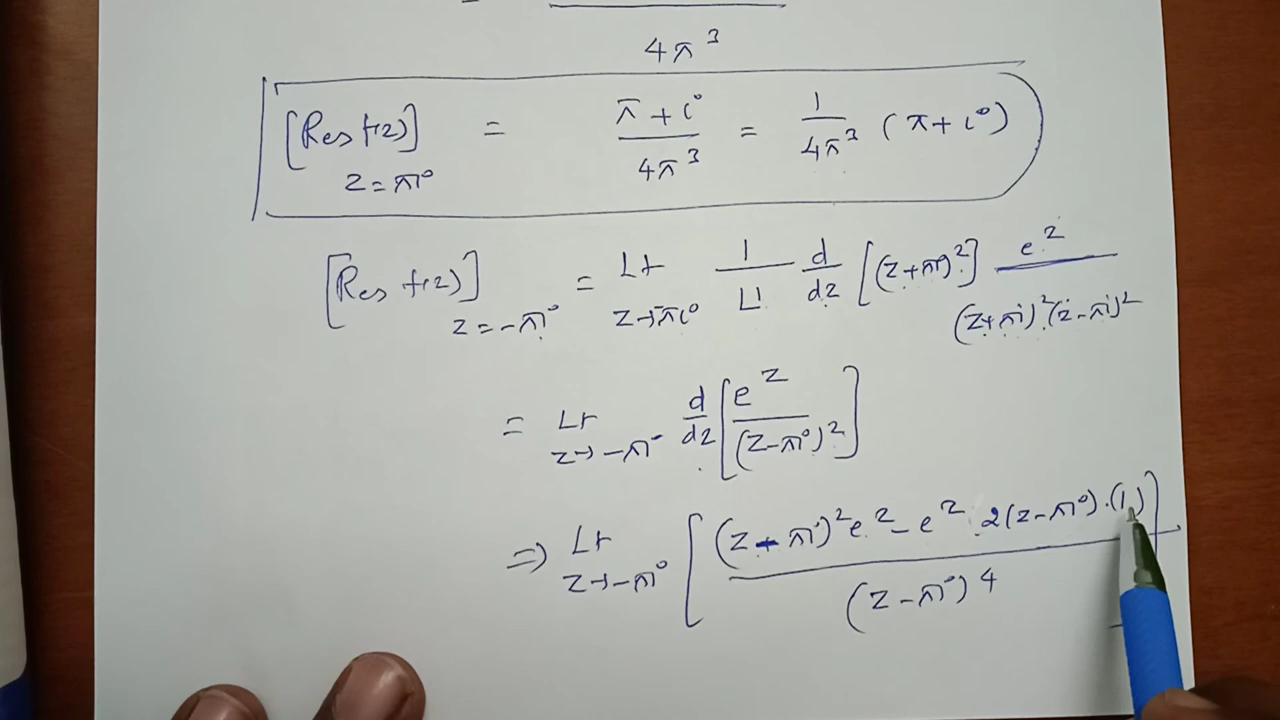 4π³
[Res f(z)] = π+i/4π³ = 1/4π³ (π+i)
z=πi
[Res f(z)] = Lt 1/1! d/dz [(z+πi)²] e^z/(z+πi)²(z-πi)²
z=-πi z→-πi
= Lt d/dz [e^z/(z-πi)²]
z→-πi
⇒ Lt [(z-πi)²e^z - e^z . 2(z-πi).(1)/(z-πi)⁴]
z→-πi